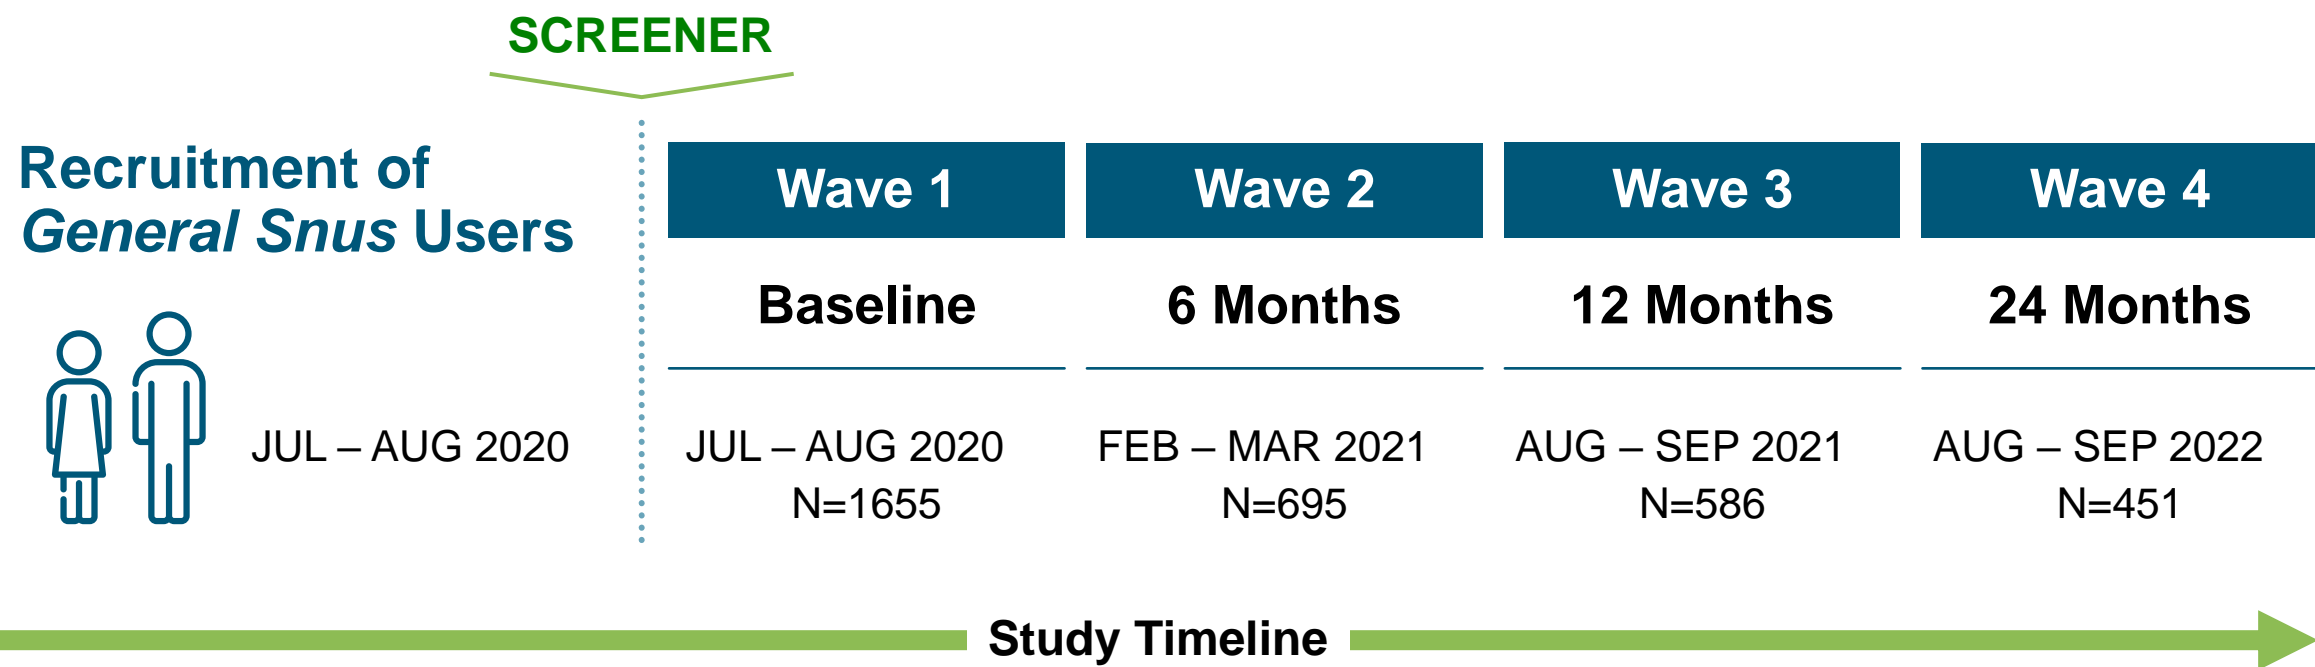 SCREENER
Recruitment of
General Snus Users
JUL – AUG 2020
Wave 1
Baseline
JUL – AUG 2020
N=1655
Wave 2
6 Months
FEB – MAR 2021
N=695
Wave 3
12 Months
AUG – SEP 2021
N=586
Wave 4
24 Months
AUG – SEP 2022
N=451
Study Timeline